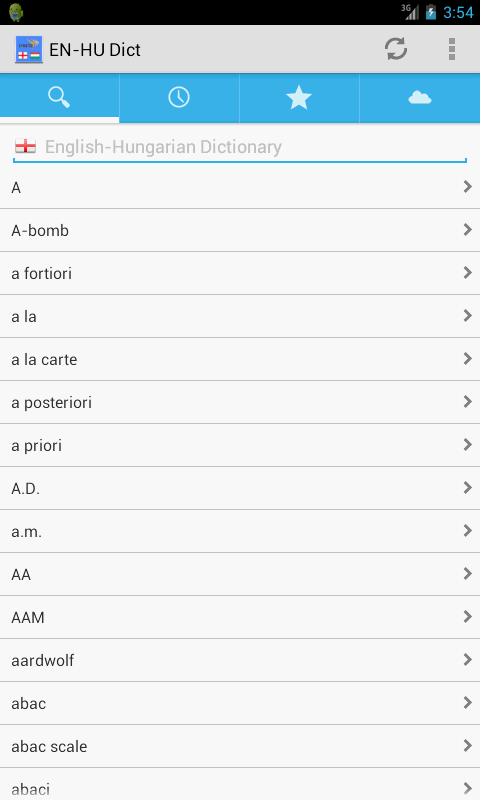 3G
3:54
EN-HU Dict
English-Hungarian Dictionary
A
A-bomb
a fortiori
a la
a la carte
a posteriori
a priori
A.D.
a.m.
AA
AAM
aardwolf
abac
abac scale
abaci